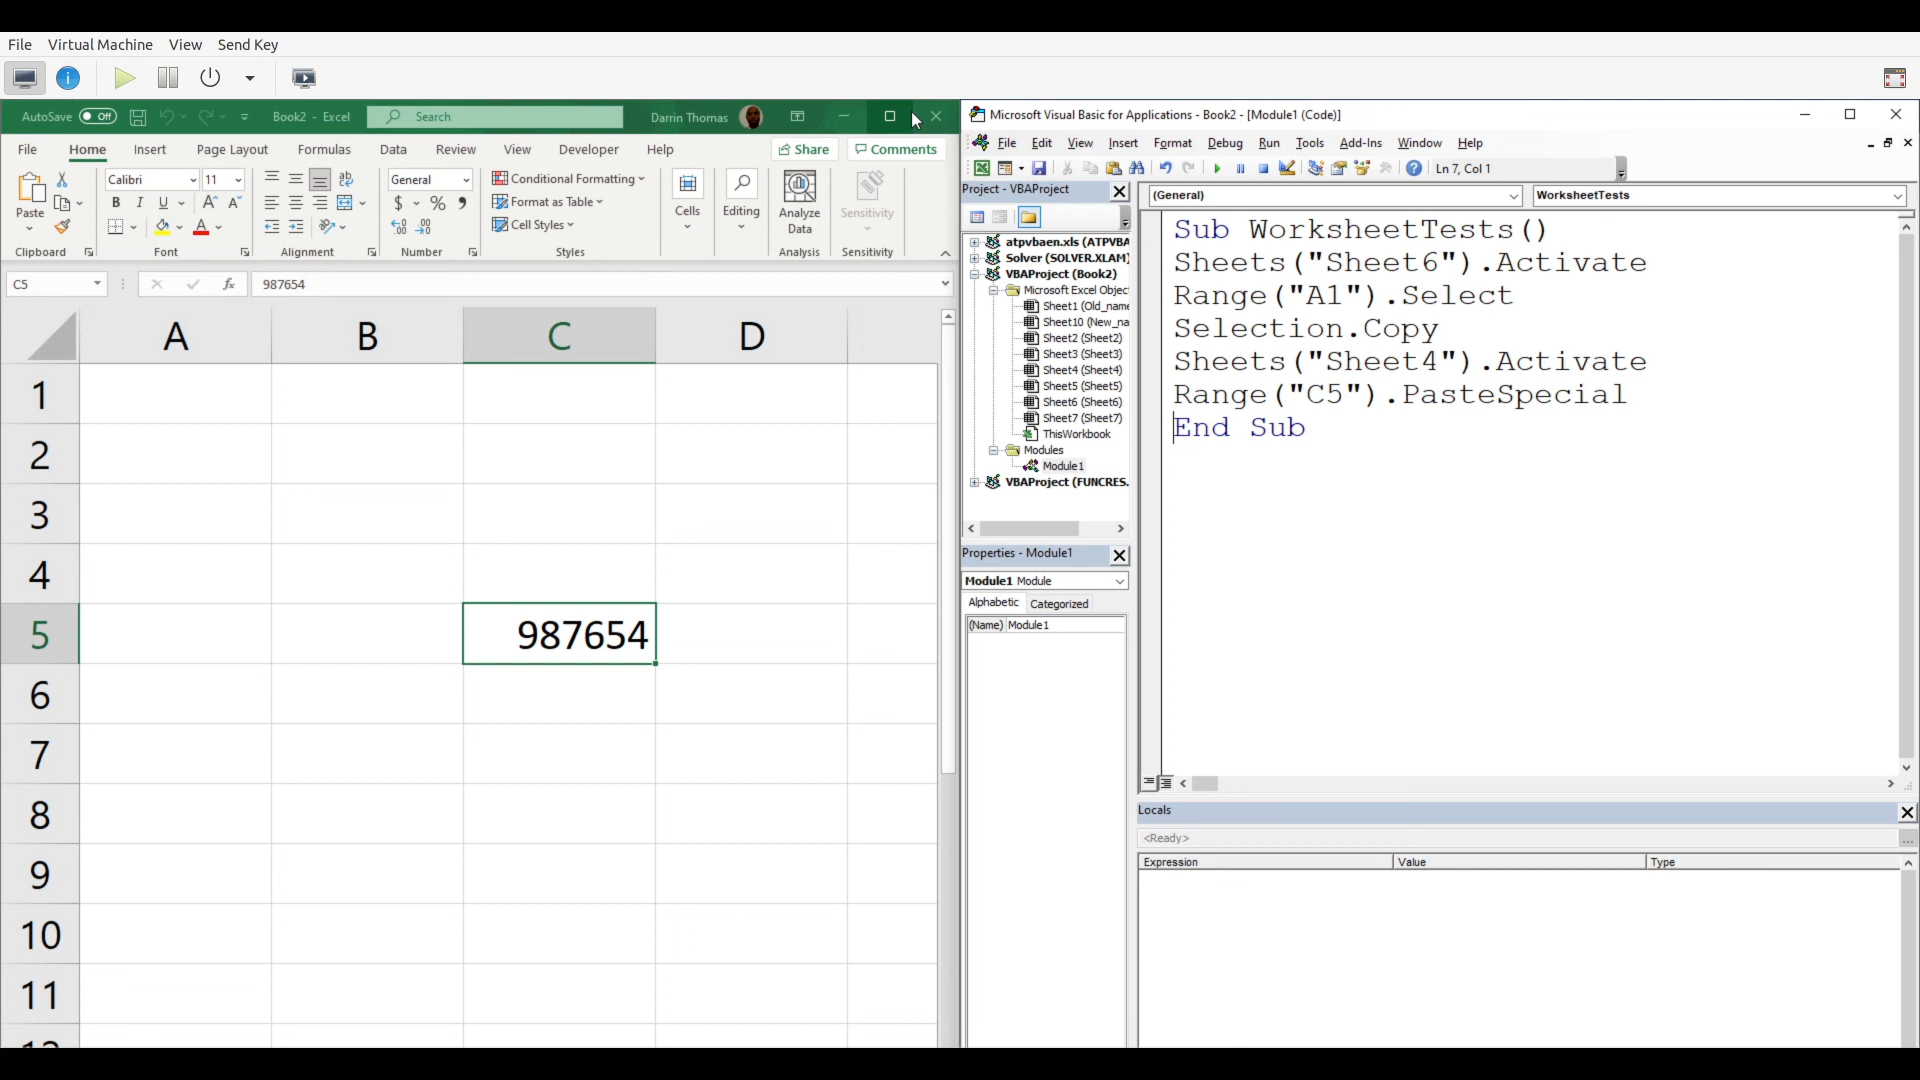 File Virtual Machine View Send Key
AutoSave Off Book2 - Excel Search Darrin Thomas
File Home Insert Page Layout Formulas Data Review View Developer Help Share Comments
Paste Calibri 11 ab General Conditional Formatting Format as Table Cell Styles Cells Editing Analyze Data Sensitivity
B I U A A $ % 9 A
Clipboard Font Alignment Number Styles Analysis Sensitivity
C5 fx 987654
A B C D
1
2
3
4
5 987654
6
7
8
9
10
11
Microsoft Visual Basic for Applications - Book2 - [Module1 (Code)]
File Edit View Insert Format Debug Run Tools Add-Ins Window Help
Ln 7, Col 1
Project - VBAProject
atpvbaen.xls (ATPVBA
Solver (SOLVER.XLAM)
VBAProject (Book2)
Microsoft Excel Objec
Sheet1 (Old_name
Sheet10 (New_na
Sheet2 (Sheet2)
Sheet3 (Sheet3)
Sheet4 (Sheet4)
Sheet5 (Sheet5)
Sheet6 (Sheet6)
Sheet7 (Sheet7)
ThisWorkbook
Modules
Module1
VBAProject (FUNCRES.
Properties - Module1
Module1 Module
Alphabetic Categorized
(Name) Module1
(General) WorksheetTests
Sub WorksheetTests()
Sheets("Sheet6").Activate
Range("A1").Select
Selection.Copy
Sheets("Sheet4").Activate
Range("C5").PasteSpecial
End Sub
Locals
<Ready>
Expression Value Type